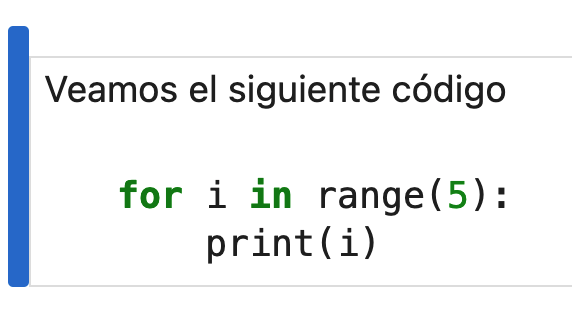 Veamos el siguiente código
for i in range(5):
    print(i)